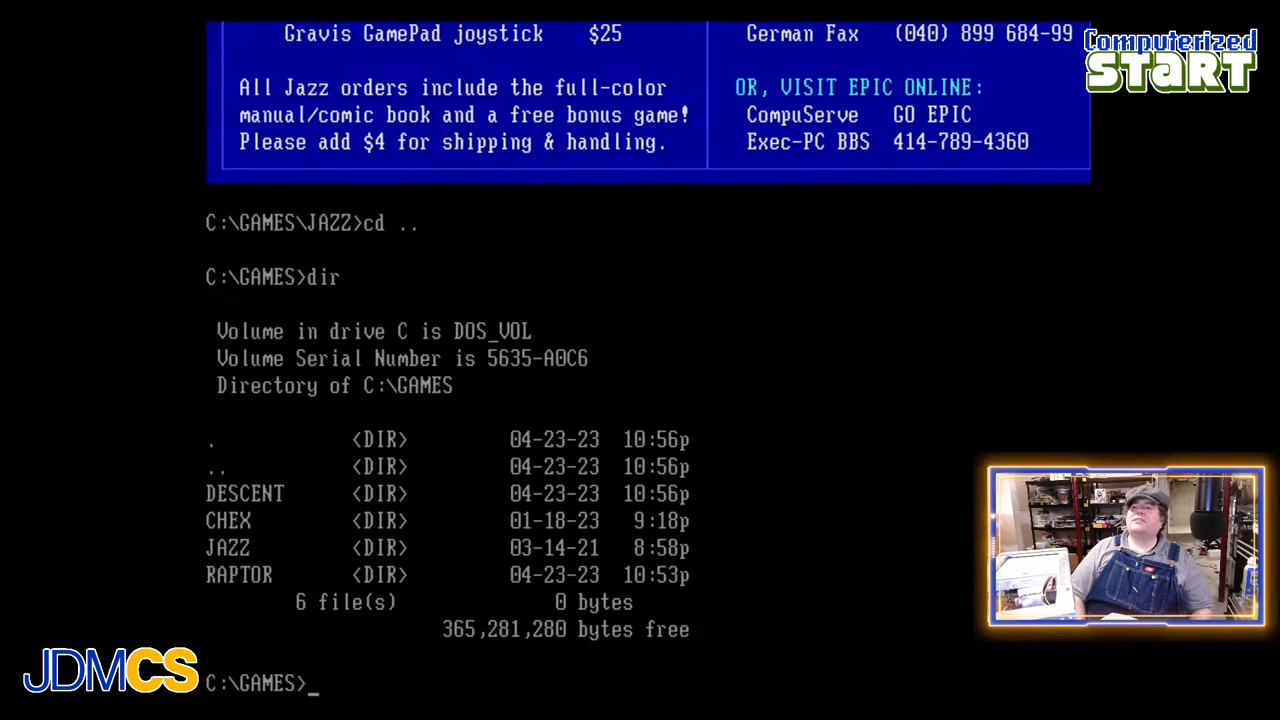 Gravis GamePad joystick $25
German Fax (040) 899 684-99
All Jazz orders include the full-color
manual/comic book and a free bonus game!
Please add $4 for shipping & handling.
OR, VISIT EPIC ONLINE:
CompuServe GO EPIC
Exec-PC BBS 414-789-4360
Computerized
START
C:\GAMES\JAZZ>cd ..
C:\GAMES>dir
Volume in drive C is DOS_VOL
Volume Serial Number is 5635-A0C6
Directory of C:\GAMES
. <DIR> 04-23-23 10:56p
.. <DIR> 04-23-23 10:56p
DESCENT <DIR> 04-23-23 10:56p
CHEX <DIR> 01-18-23 9:18p
JAZZ <DIR> 03-14-21 8:58p
RAPTOR <DIR> 04-23-23 10:53p
6 file(s) 0 bytes
365,281,280 bytes free
C:\GAMES>_
JDMCS